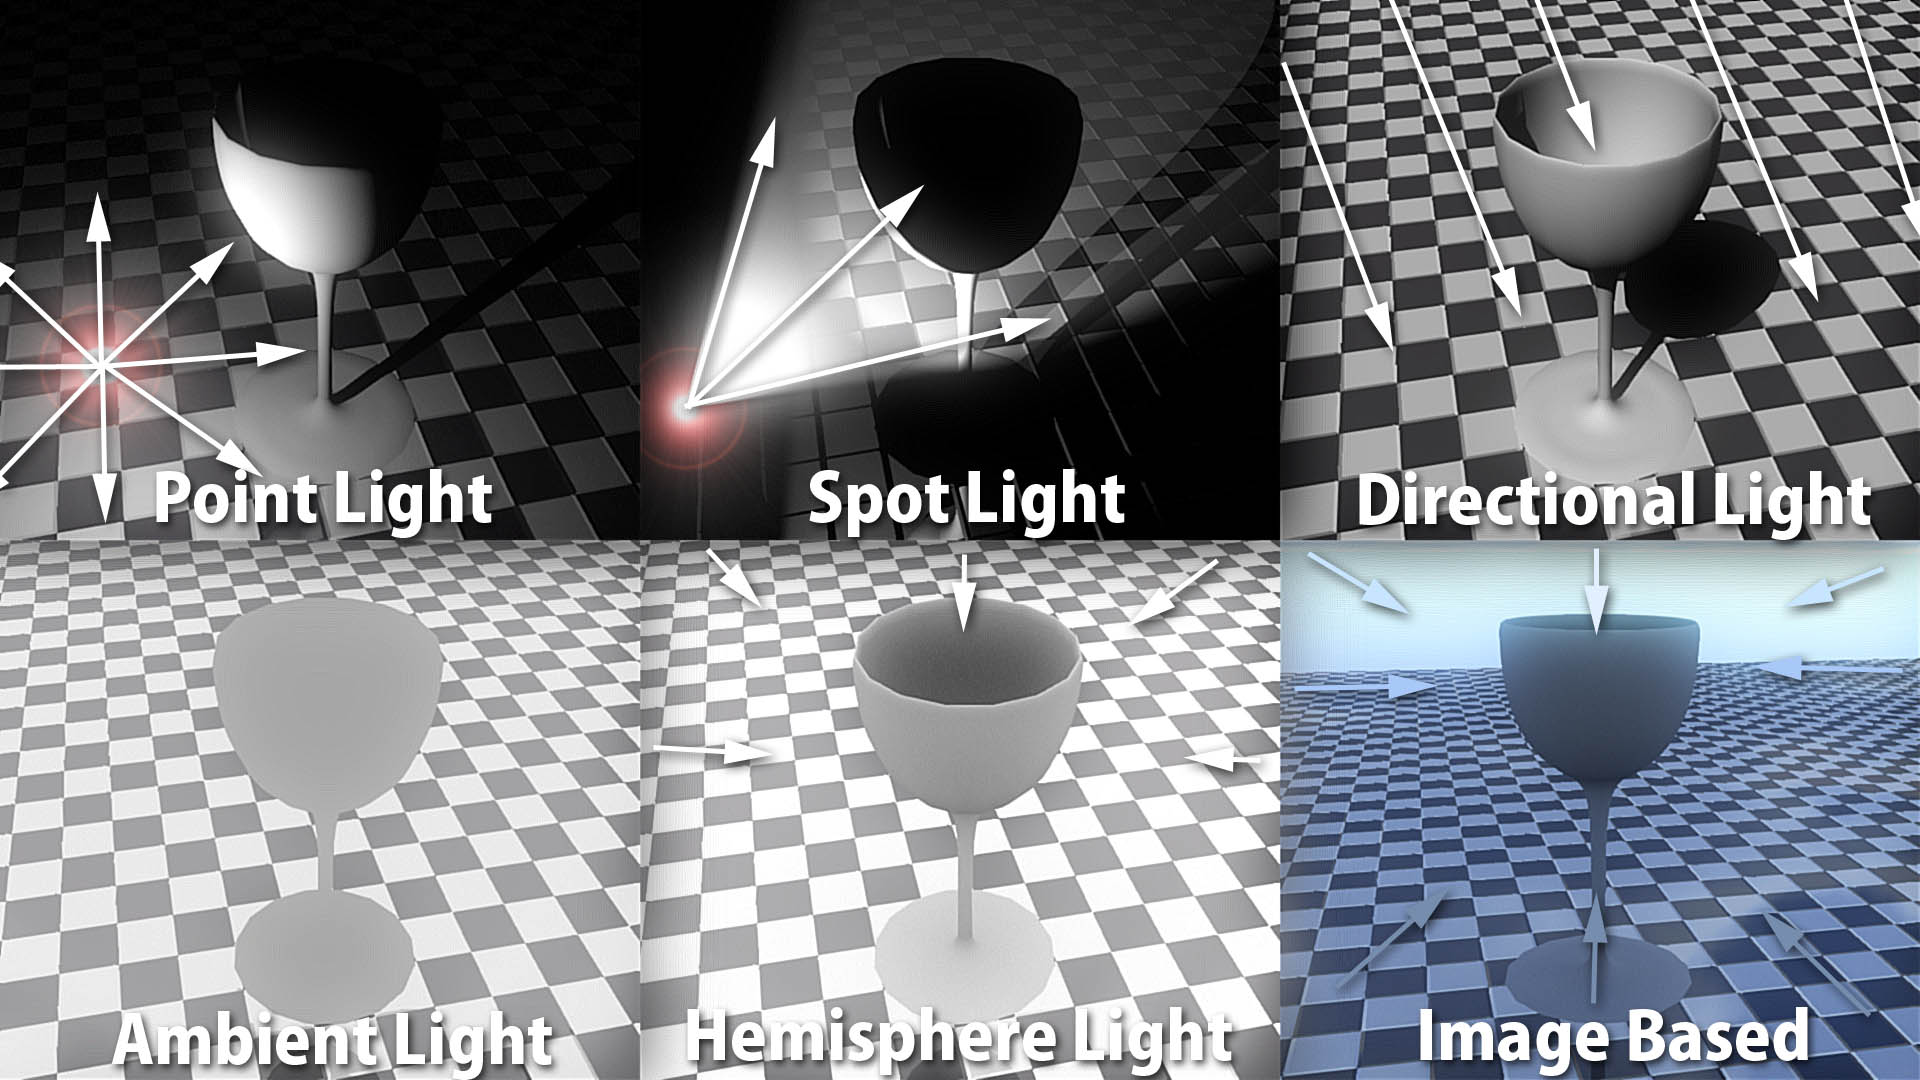 Point Light
Spot Light
Directional Light
Ambient Light
Hemisphere Light
Image Based